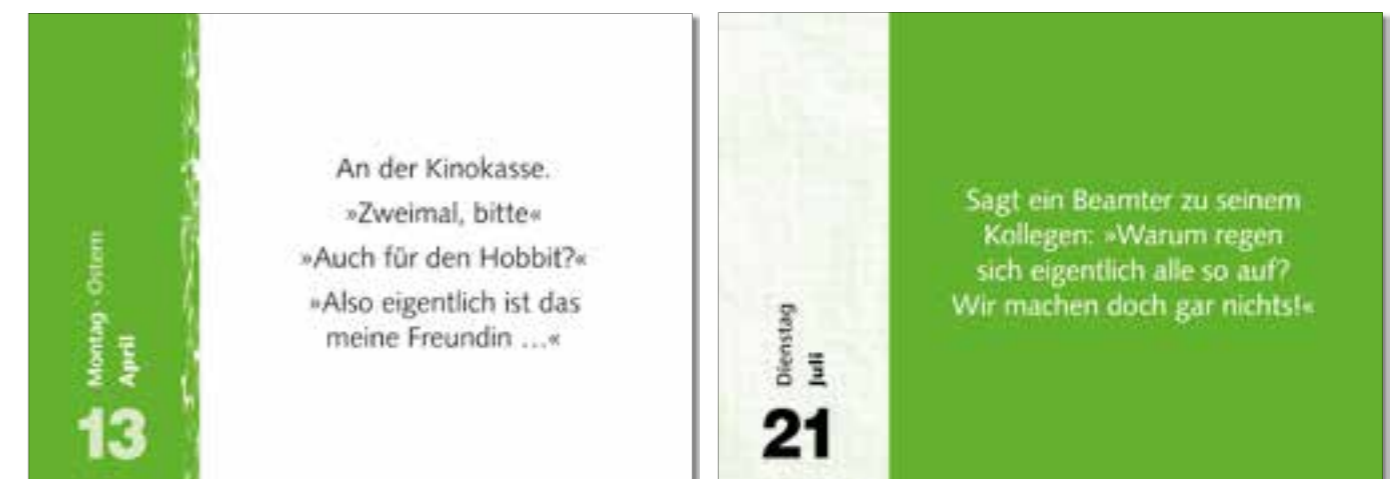 An der Kinokasse.
»Zweimal, bitte«
»Auch für den Hobbit?«
»Also eigentlich ist das
meine Freundin ...«
Montag · Ostern
April
13
Sagt ein Beamter zu seinem
Kollegen: »Warum regen
sich eigentlich alle so auf?
Wir machen doch gar nichts!«
Dienstag
Juli
21